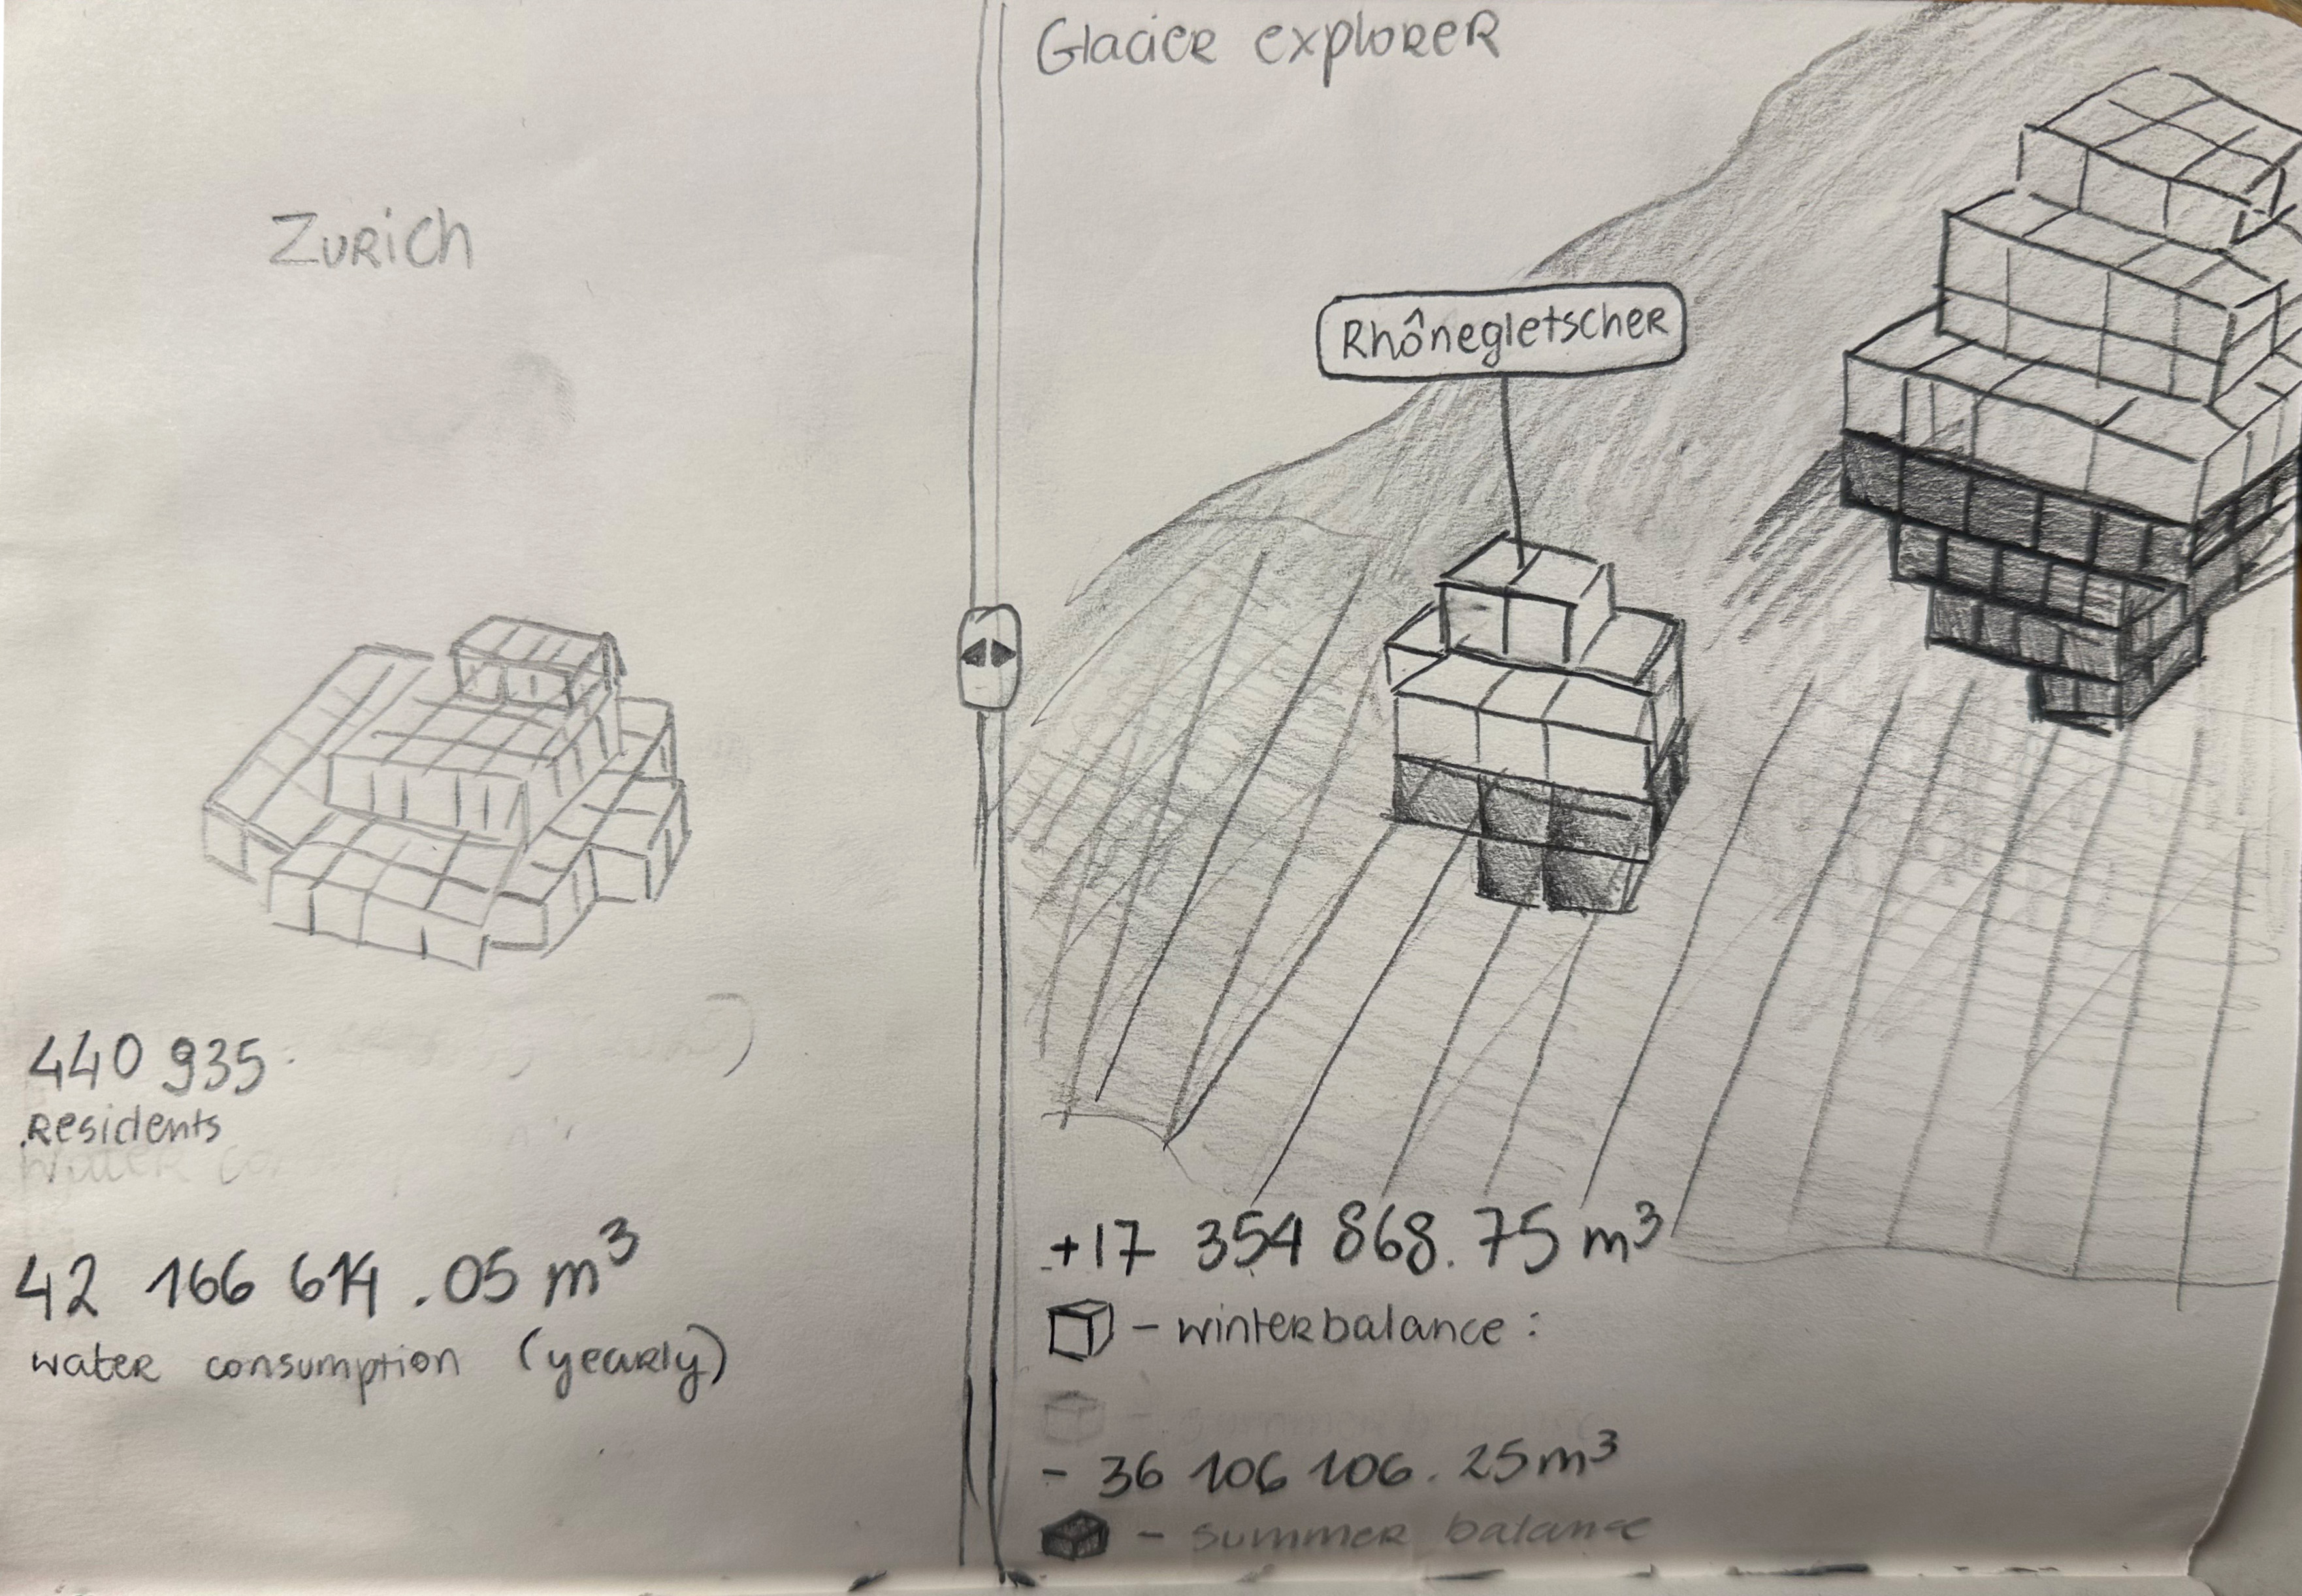 Zurich
440 935
Residents
42 166 614.05 m³
water consumption (yearly)
Glacier explorer
Rhônegletscher
+17 354 868.75 m³
- winterbalance:
- 36 106 106.25 m³
- summer balance